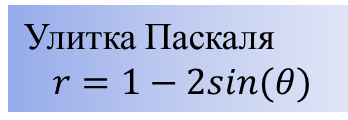 Улитка Паскаля
r = 1 − 2sin(θ)